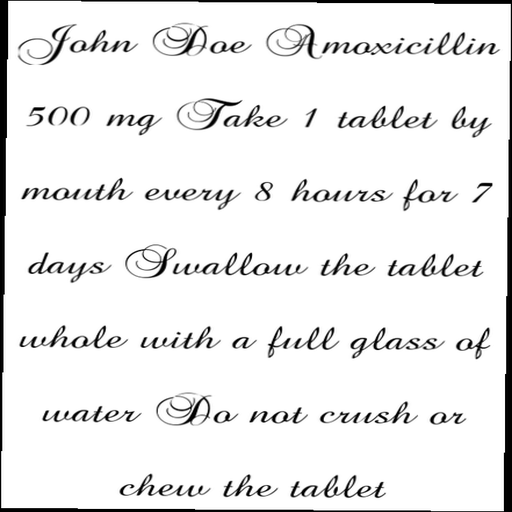 John Doe Amoxicillin
500 mg Take 1 tablet by
mouth every 8 hours for 7
days Swallow the tablet
whole with a full glass of
water Do not crush or
chew the tablet